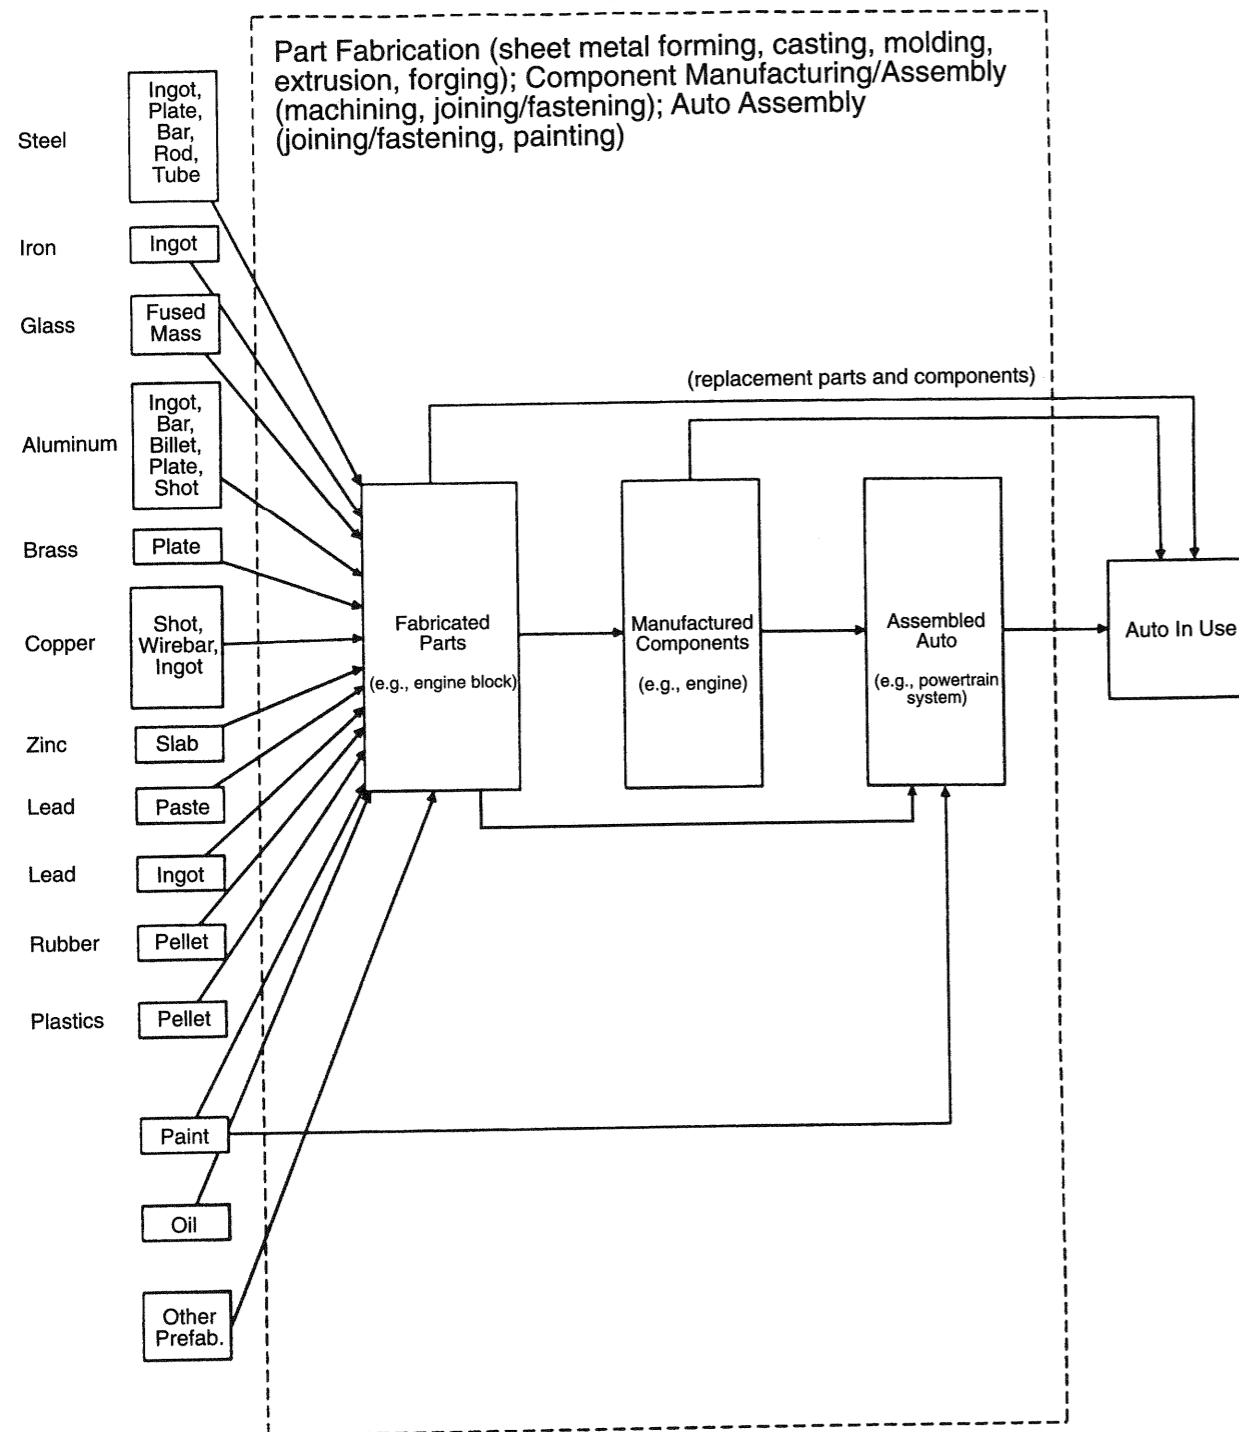 Part Fabrication (sheet metal forming, casting, molding,
extrusion, forging); Component Manufacturing/Assembly
(machining, joining/fastening); Auto Assembly
(joining/fastening, painting)
Steel
Ingot,
Plate,
Bar,
Rod,
Tube
Iron
Ingot
Glass
Fused
Mass
Aluminum
Ingot,
Bar,
Billet,
Plate,
Shot
Brass
Plate
Copper
Shot,
Wirebar,
Ingot
Zinc
Slab
Lead
Paste
Lead
Ingot
Rubber
Pellet
Plastics
Pellet
Paint
Oil
Other
Prefab.
(replacement parts and components)
Fabricated
Parts
(e.g., engine block)
Manufactured
Components
(e.g., engine)
Assembled
Auto
(e.g., powertrain
system)
Auto In Use